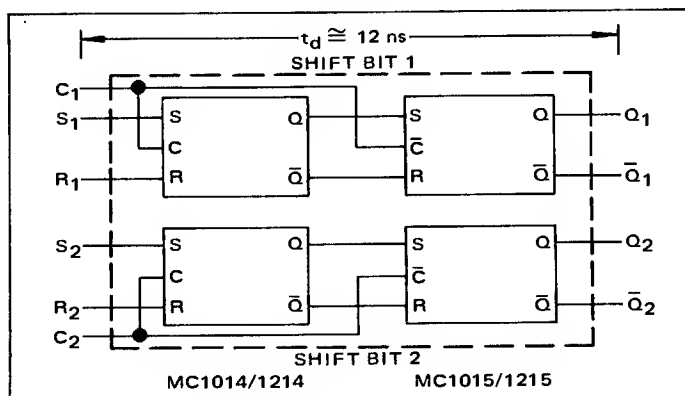 t_d ≅ 12 ns
SHIFT BIT 1
C₁
S₁ S Q S Q Q₁
C C̄
R₁ R Q̄ R Q̄ Q̄₁
S₂ S Q S Q Q₂
C C̄
R₂ R Q̄ R Q̄ Q̄₂
C₂
SHIFT BIT 2
MC1014/1214 MC1015/1215